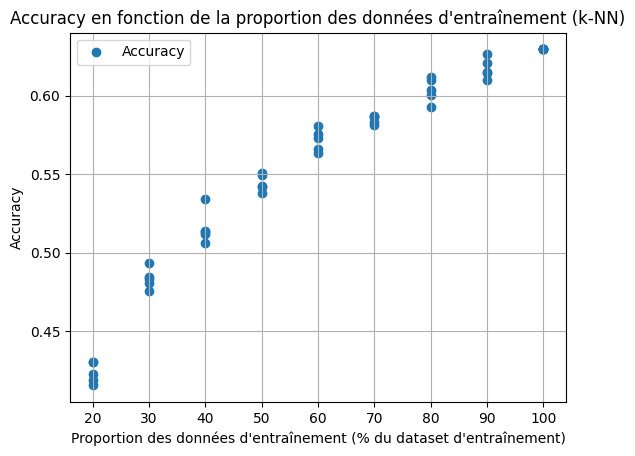 Accuracy en fonction de la proportion des données d'entraînement (k-NN)
Accuracy
0.60
0.55
0.50
0.45
Accuracy
20 30 40 50 60 70 80 90 100
Proportion des données d'entraînement (% du dataset d'entraînement)